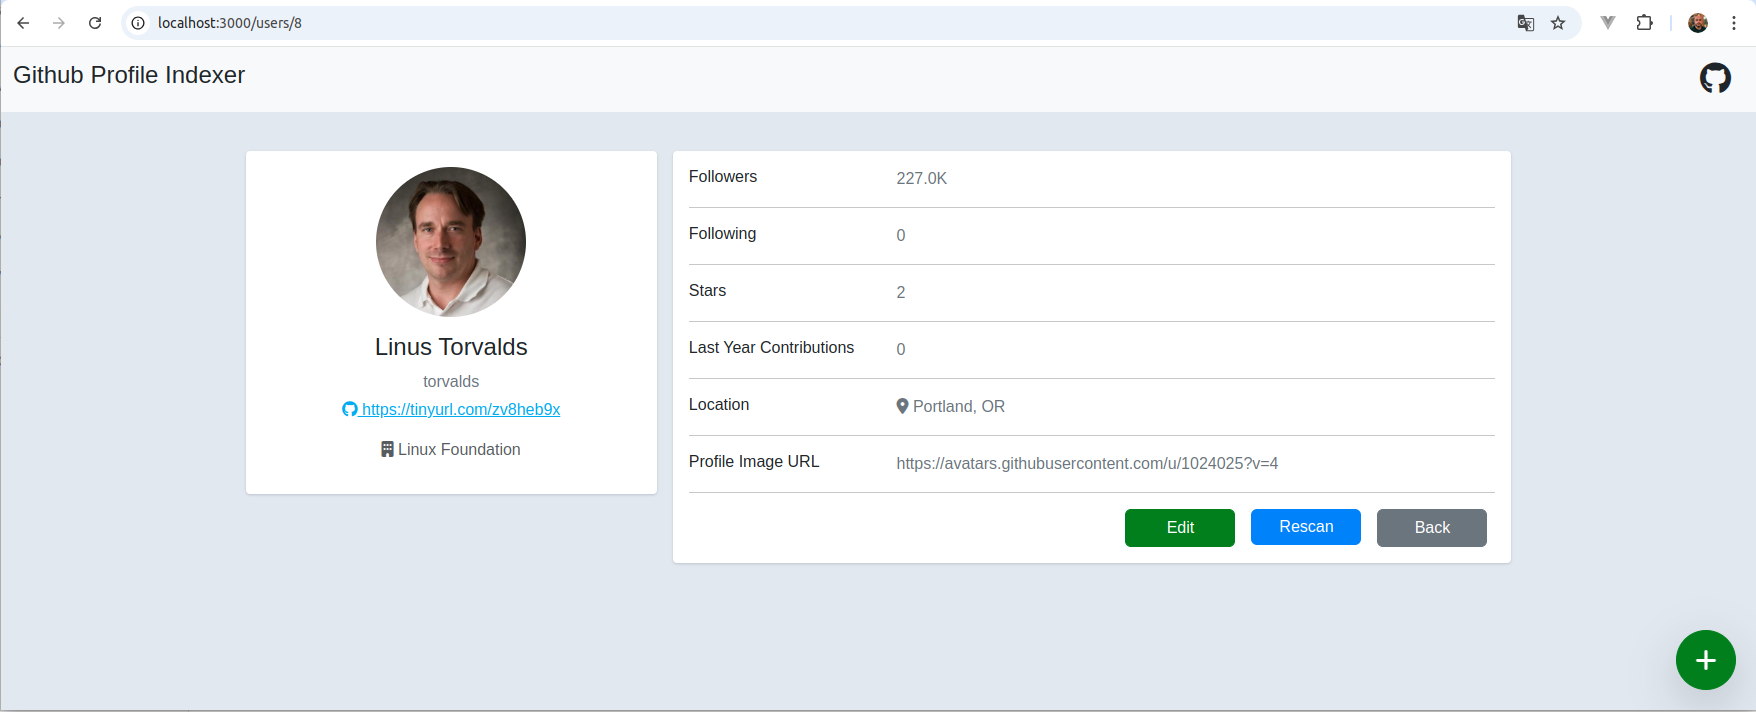 localhost:3000/users/8
Github Profile Indexer
Linus Torvalds
torvalds
https://tinyurl.com/zv8heb9x
Linux Foundation
Followers 227.0K
Following 0
Stars 2
Last Year Contributions 0
Location Portland, OR
Profile Image URL https://avatars.githubusercontent.com/u/1024025?v=4
Edit Rescan Back